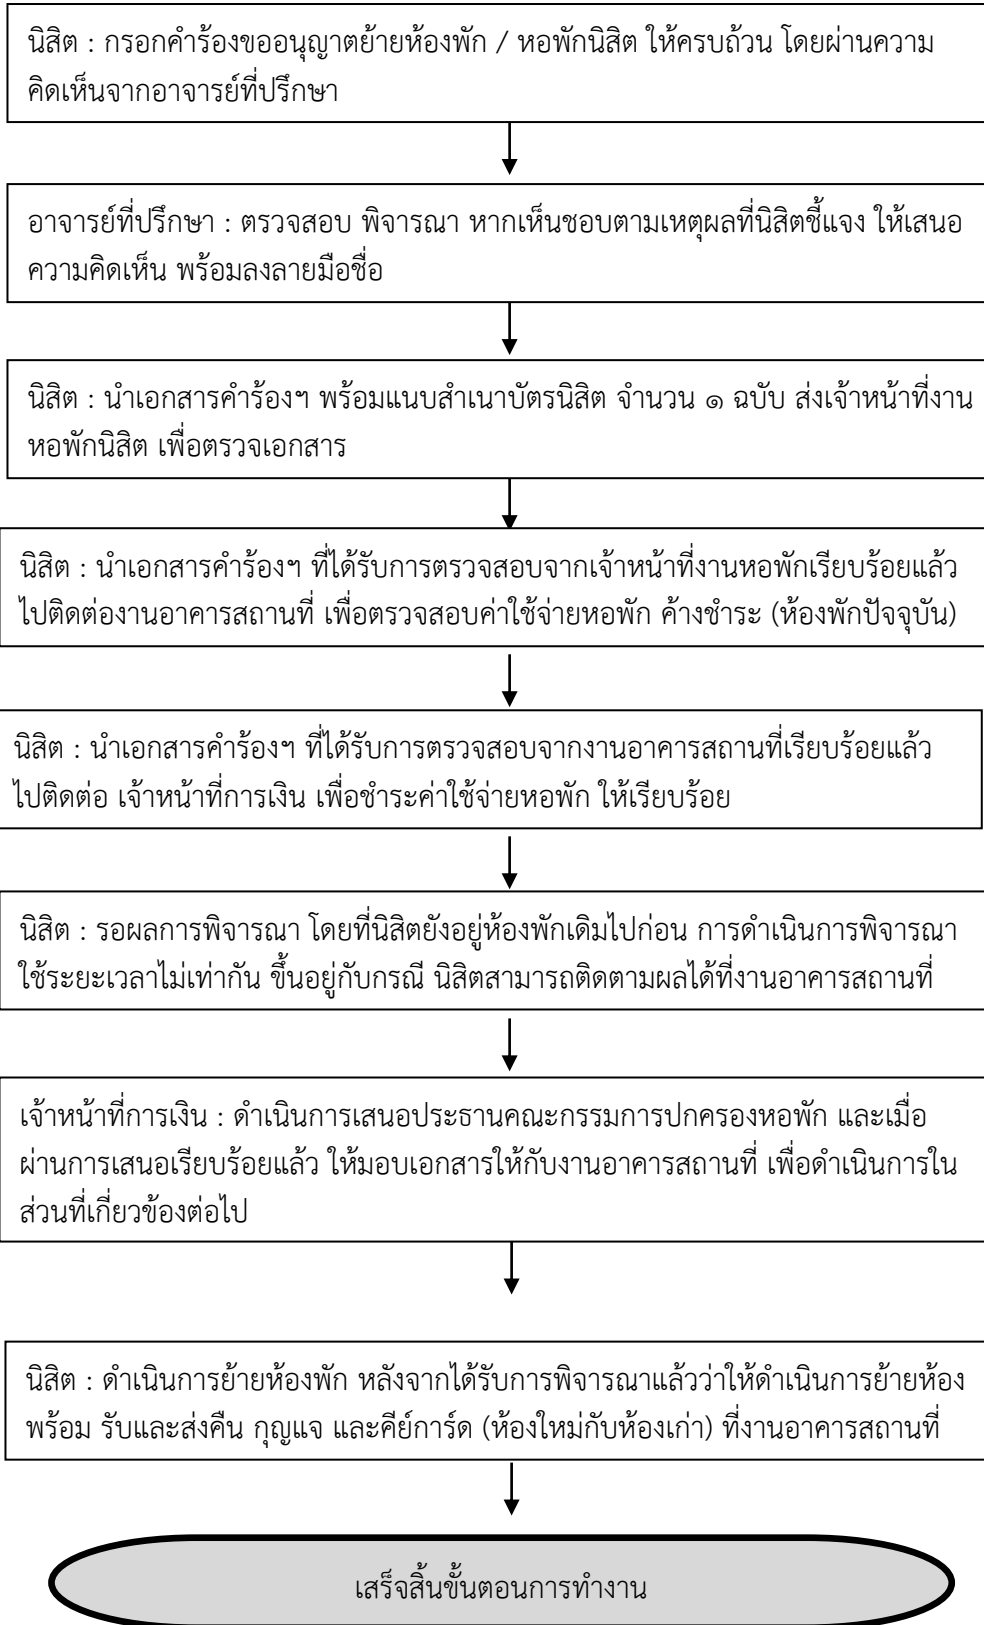 นิสิต : กรอกคำร้องขออนุญาตย้ายห้องพัก / หอพักนิสิต ให้ครบถ้วน โดยผ่านความ
คิดเห็นจากอาจารย์ที่ปรึกษา
อาจารย์ที่ปรึกษา : ตรวจสอบ พิจารณา หากเห็นชอบตามเหตุผลที่นิสิตชี้แจง ให้เสนอ
ความคิดเห็น พร้อมลงลายมือชื่อ
นิสิต : นำเอกสารคำร้องฯ พร้อมแนบสำเนาบัตรนิสิต จำนวน ๑ ฉบับ ส่งเจ้าหน้าที่งาน
หอพักนิสิต เพื่อตรวจเอกสาร
นิสิต : นำเอกสารคำร้องฯ ที่ได้รับการตรวจสอบจากเจ้าหน้าที่งานหอพักเรียบร้อยแล้ว
ไปติดต่องานอาคารสถานที่ เพื่อตรวจสอบค่าใช้จ่ายหอพัก ค้างชำระ (ห้องพักปัจจุบัน)
นิสิต : นำเอกสารคำร้องฯ ที่ได้รับการตรวจสอบจากงานอาคารสถานที่เรียบร้อยแล้ว
ไปติดต่อ เจ้าหน้าที่การเงิน เพื่อชำระค่าใช้จ่ายหอพัก ให้เรียบร้อย
นิสิต : รอผลการพิจารณา โดยที่นิสิตยังอยู่ห้องพักเดิมไปก่อน การดำเนินการพิจารณา
ใช้ระยะเวลาไม่เท่ากัน ขึ้นอยู่กับกรณี นิสิตสามารถติดตามผลได้ที่งานอาคารสถานที่
เจ้าหน้าที่การเงิน : ดำเนินการเสนอประธานคณะกรรมการปกครองหอพัก และเมื่อ
ผ่านการเสนอเรียบร้อยแล้ว ให้มอบเอกสารให้กับงานอาคารสถานที่ เพื่อดำเนินการใน
ส่วนที่เกี่ยวข้องต่อไป
นิสิต : ดำเนินการย้ายห้องพัก หลังจากได้รับการพิจารณาแล้วว่าให้ดำเนินการย้ายห้อง
พร้อม รับและส่งคืน กุญแจ และคีย์การ์ด (ห้องใหม่กับห้องเก่า) ที่งานอาคารสถานที่
เสร็จสิ้นขั้นตอนการทำงาน